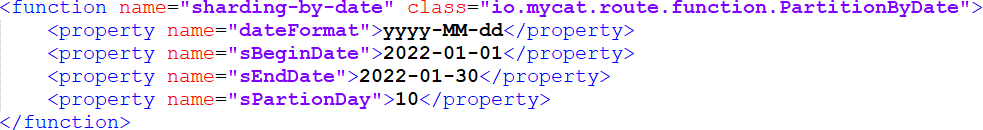 <function name="sharding-by-date" class="io.mycat.route.function.PartitionByDate">
<property name="dateFormat">yyyy-MM-dd</property>
<property name="sBeginDate">2022-01-01</property>
<property name="sEndDate">2022-01-30</property>
<property name="sPartionDay">10</property>
</function>